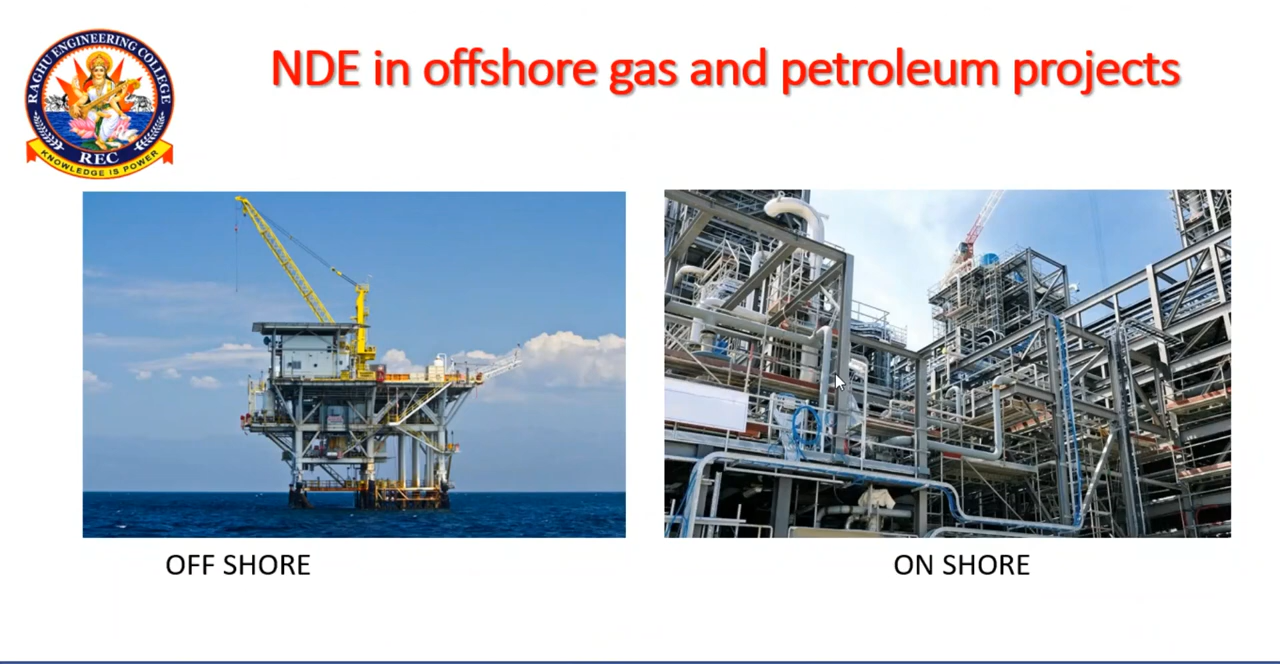 RAGHU ENGINEERING COLLEGE
REC
KNOWLEDGE IS POWER
NDE in offshore gas and petroleum projects
OFF SHORE
ON SHORE